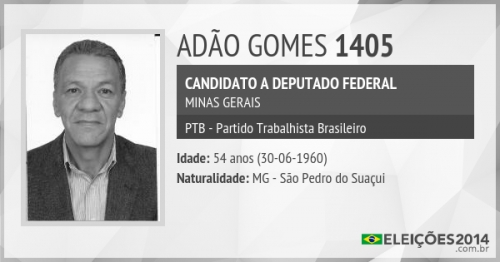 ADÃO GOMES 1405
CANDIDATO A DEPUTADO FEDERAL
MINAS GERAIS
PTB - Partido Trabalhista Brasileiro
Idade: 54 anos (30-06-1960)
Naturalidade: MG - São Pedro do Suaçui
ELEIÇÕES2014
.com.br